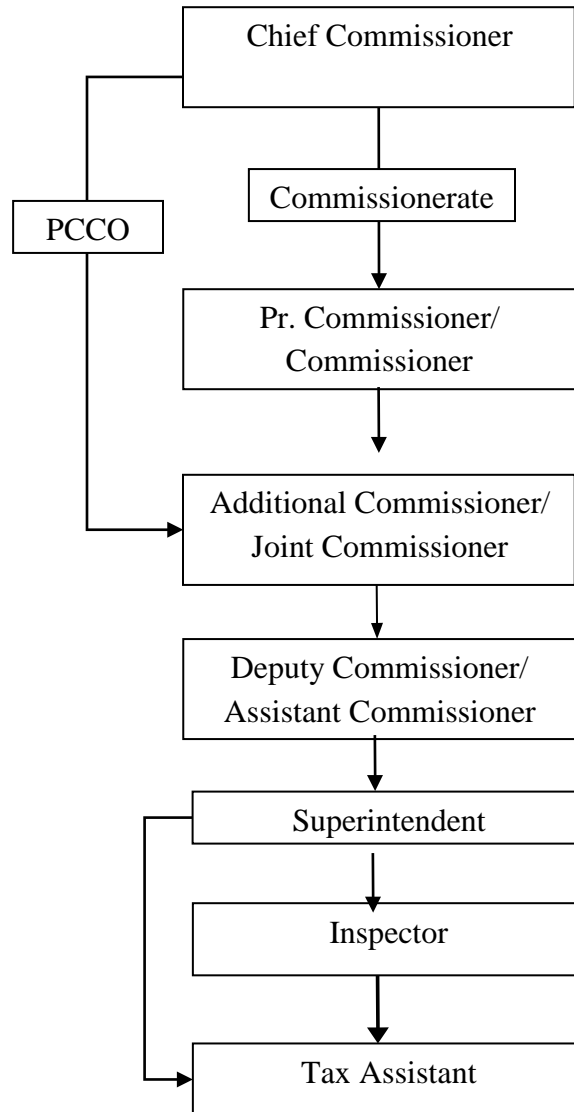 Chief Commissioner
Commissionerate
PCCO
Pr. Commissioner/
Commissioner
Additional Commissioner/
Joint Commissioner
Deputy Commissioner/
Assistant Commissioner
Superintendent
Inspector
Tax Assistant